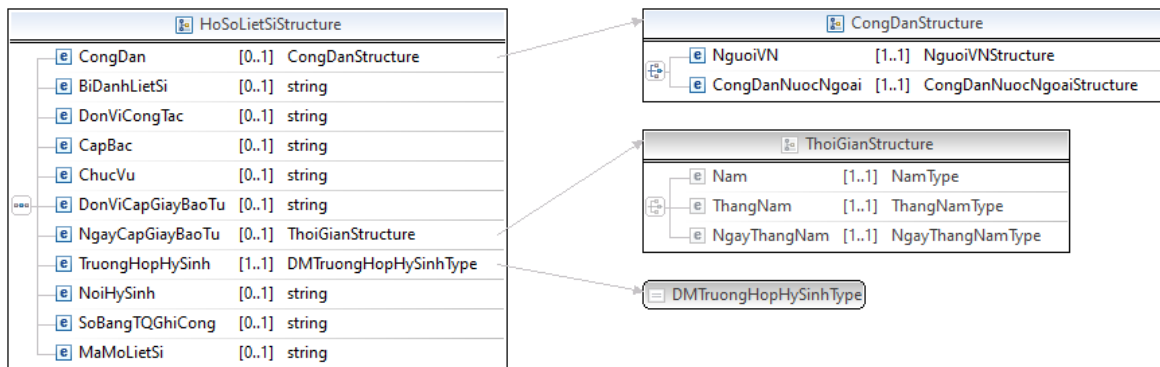 HoSoLietSiStructure
e CongDan [0..1] CongDanStructure
e BiDanhLietSi [0..1] string
e DonViCongTac [0..1] string
e CapBac [0..1] string
e ChucVu [0..1] string
e DonViCapGiayBaoTu [0..1] string
e NgayCapGiayBaoTu [0..1] ThoiGianStructure
e TruongHopHySinh [1..1] DMTruongHopHySinhType
e NoiHySinh [0..1] string
e SoBangTQGhiCong [0..1] string
e MaMoLietSi [0..1] string
CongDanStructure
e NguoiVN [1..1] NguoiVNStructure
e CongDanNuocNgoai [1..1] CongDanNuocNgoaiStructure
ThoiGianStructure
e Nam [1..1] NamType
e ThangNam [1..1] ThangNamType
e NgayThangNam [1..1] NgayThangNamType
DMTruongHopHySinhType